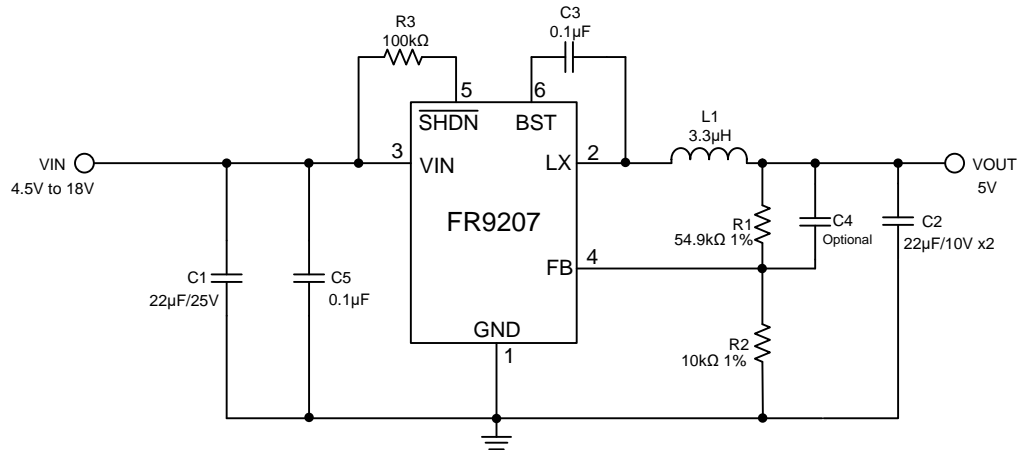 R3
100kΩ
C3
0.1µF
5
6
SHDN
BST
L1
3.3µH
VIN
4.5V to 18V
3
VIN
LX
2
VOUT
5V
FR9207
R1
54.9kΩ 1%
C4
Optional
C2
22µF/10V x2
FB
4
C1
22µF/25V
C5
0.1µF
GND
1
R2
10kΩ 1%